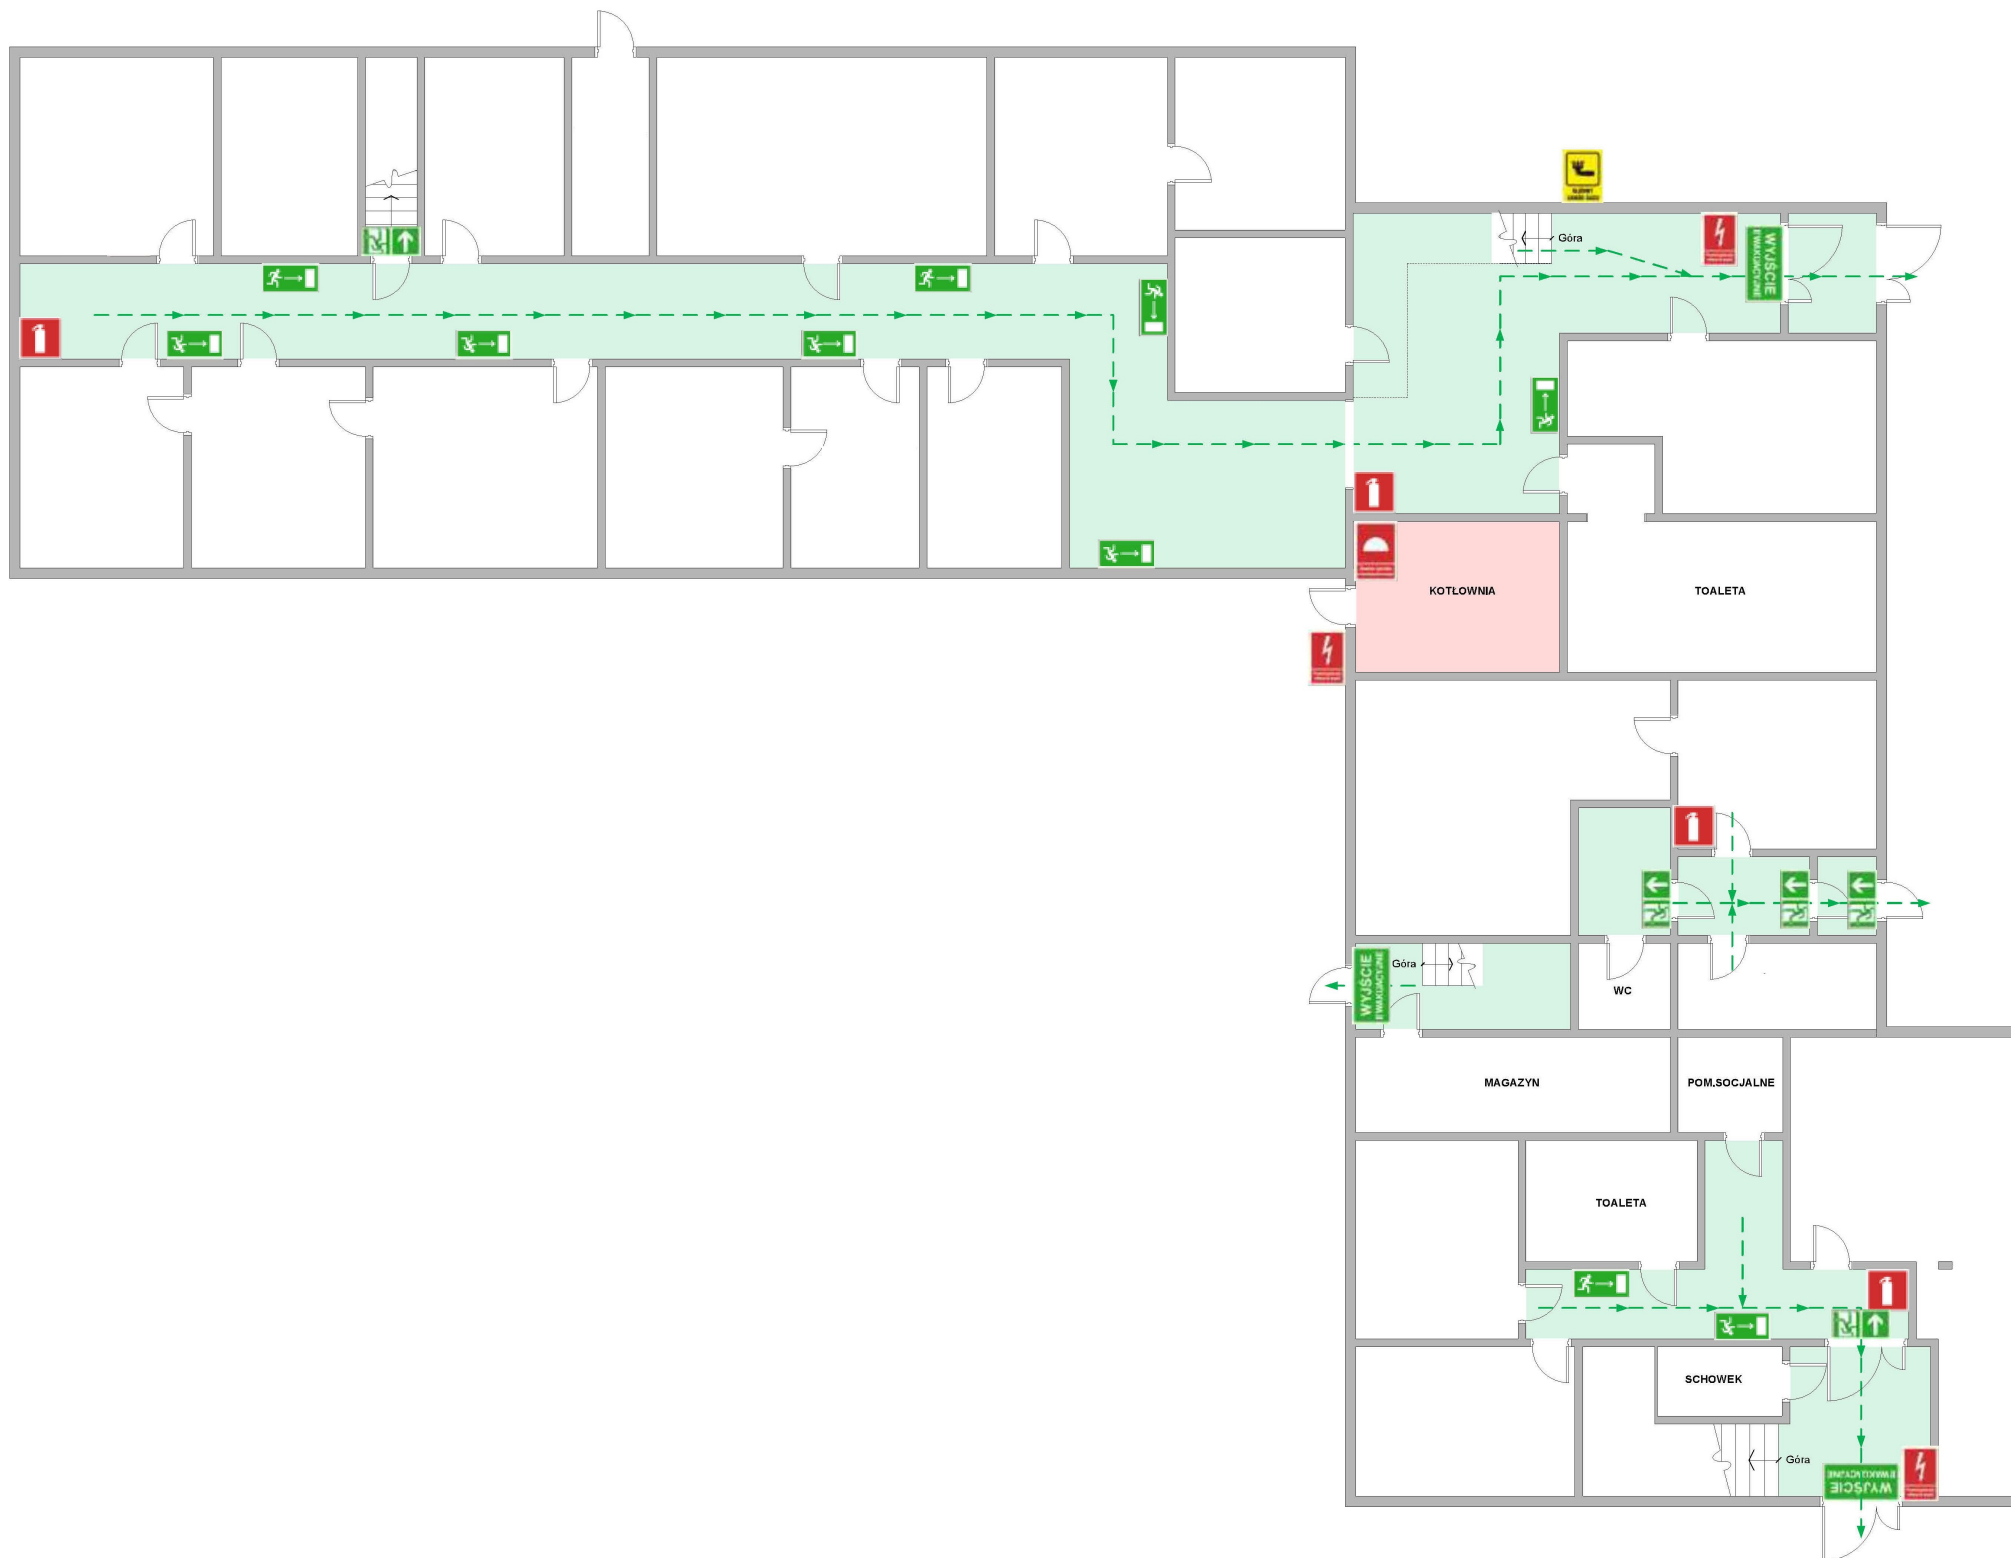 Góra
WYJŚCIE
EWAKUACYJNE
KOTŁOWNIA
TOALETA
Góra
WYJŚCIE
EWAKUACYJNE
WC
MAGAZYN
POM.SOCJALNE
TOALETA
SCHOWEK
Góra
WYJŚCIE
EWAKUACYJNE